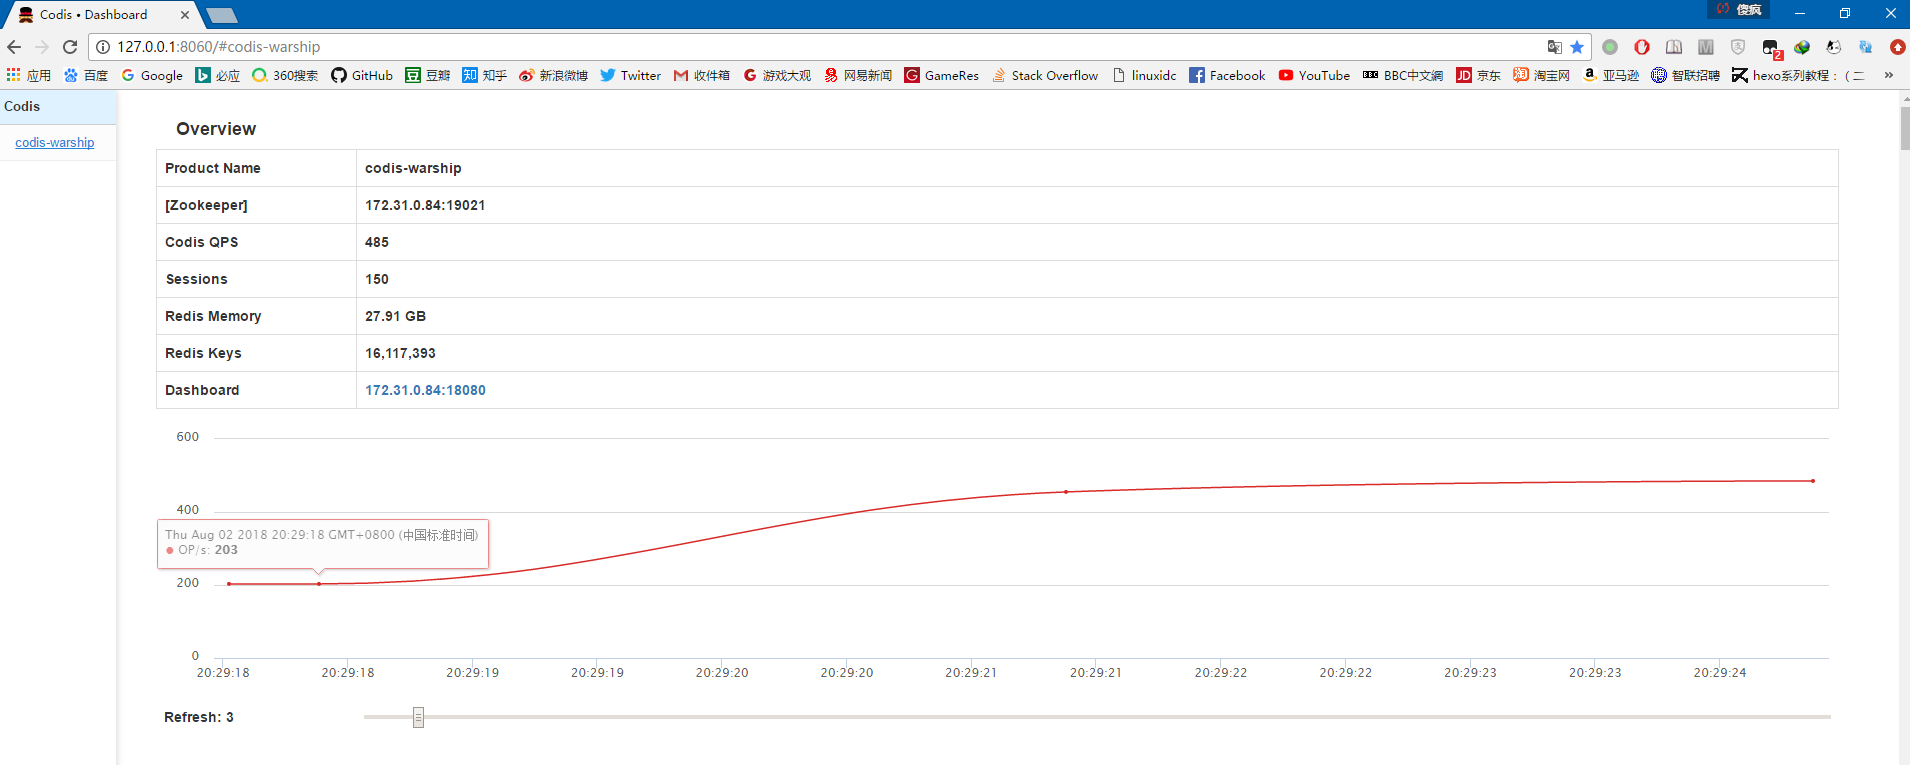 Codis • Dashboard
傻疯
127.0.0.1:8060/#codis-warship
2
应用 百度 Google 必应 360搜索 GitHub 豆瓣 知乎 新浪微博 Twitter 收件箱 游戏大观 网易新闻 GameRes Stack Overflow linuxidc Facebook YouTube BBC中文網 京东 淘宝网 亚马逊 智联招聘 hexo系列教程：（二 »
Codis
codis-warship
Overview
Product Name codis-warship
[Zookeeper] 172.31.0.84:19021
Codis QPS 485
Sessions 150
Redis Memory 27.91 GB
Redis Keys 16,117,393
Dashboard 172.31.0.84:18080
600
400
Thu Aug 02 2018 20:29:18 GMT+0800 (中国标准时间)
OP/s: 203
200
0
20:29:18 20:29:18 20:29:19 20:29:19 20:29:20 20:29:20 20:29:21 20:29:21 20:29:22 20:29:22 20:29:23 20:29:23 20:29:24
Refresh: 3